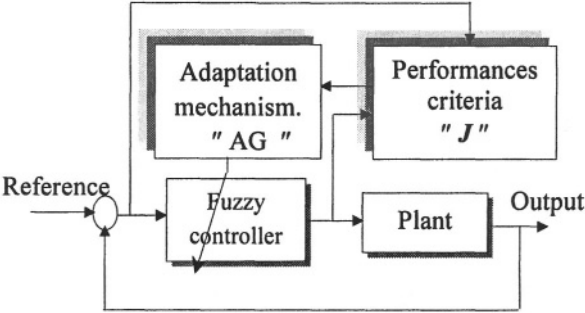 Adaptation
mechanism.
" AG "
Performances
criteria
" J "
Reference
Fuzzy
controller
Plant
Output